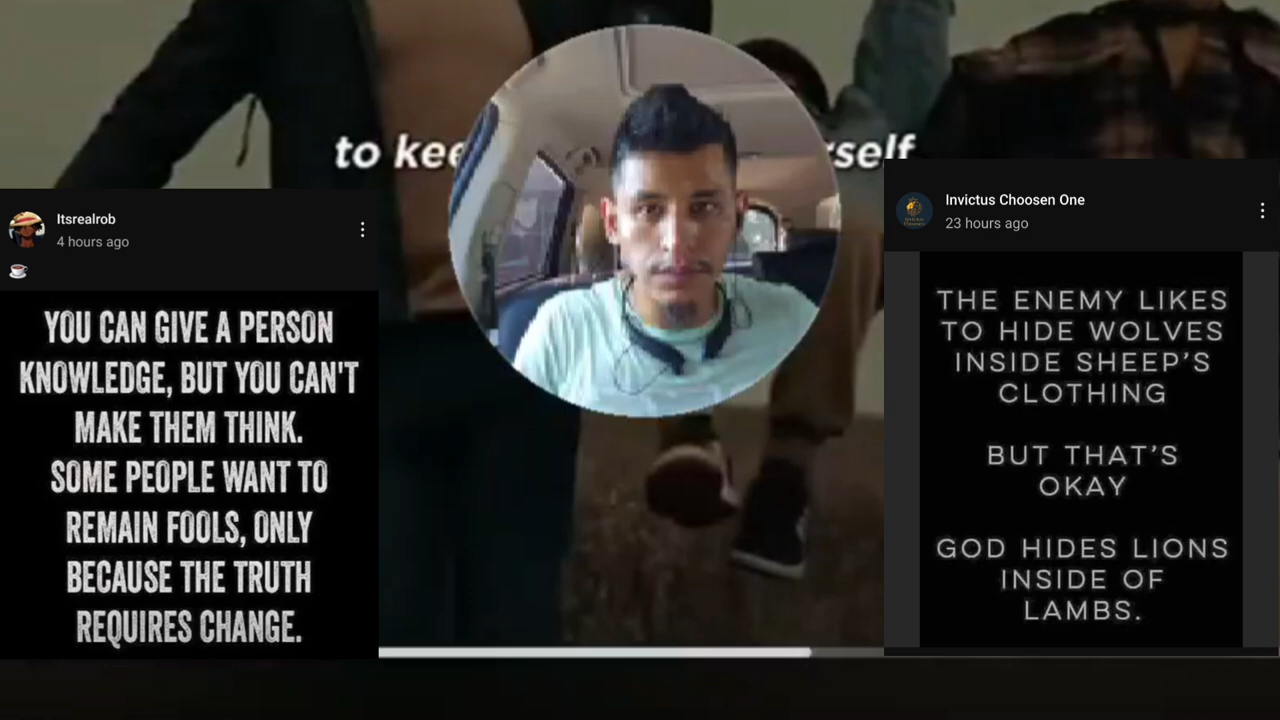 to kee
rself
Itsrealrob
4 hours ago
YOU CAN GIVE A PERSON
KNOWLEDGE, BUT YOU CAN'T
MAKE THEM THINK.
SOME PEOPLE WANT TO
REMAIN FOOLS, ONLY
BECAUSE THE TRUTH
REQUIRES CHANGE.
Invictus Choosen One
23 hours ago
THE ENEMY LIKES
TO HIDE WOLVES
INSIDE SHEEP'S
CLOTHING
BUT THAT'S
OKAY
GOD HIDES LIONS
INSIDE OF
LAMBS.